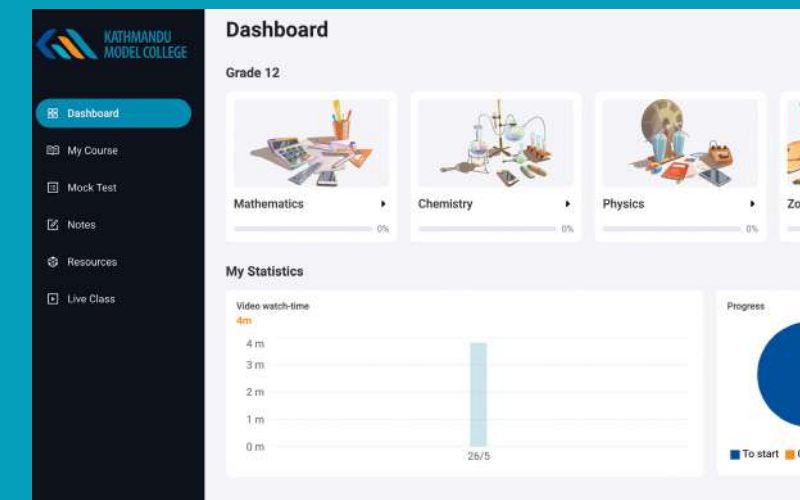 KATHMANDU
MODEL COLLEGE
Dashboard
My Course
Mock Test
Notes
Resources
Live Class
Dashboard
Grade 12
Mathematics
0%
Chemistry
0%
Physics
0%
Zo
My Statistics
Video watch-time
4m
4 m
3 m
2 m
1 m
0 m
26/5
Progress
To start